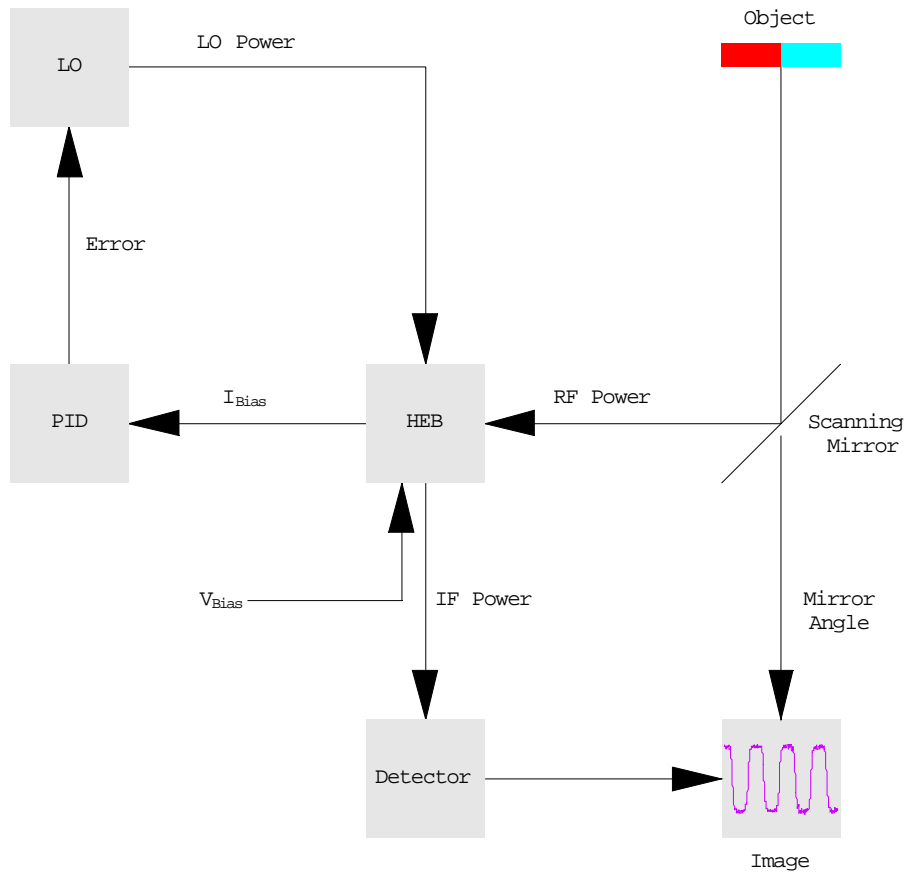 Object
LO Power
LO
Error
I_Bias
RF Power
PID
HEB
Scanning
Mirror
V_Bias
IF Power
Mirror
Angle
Detector
Image